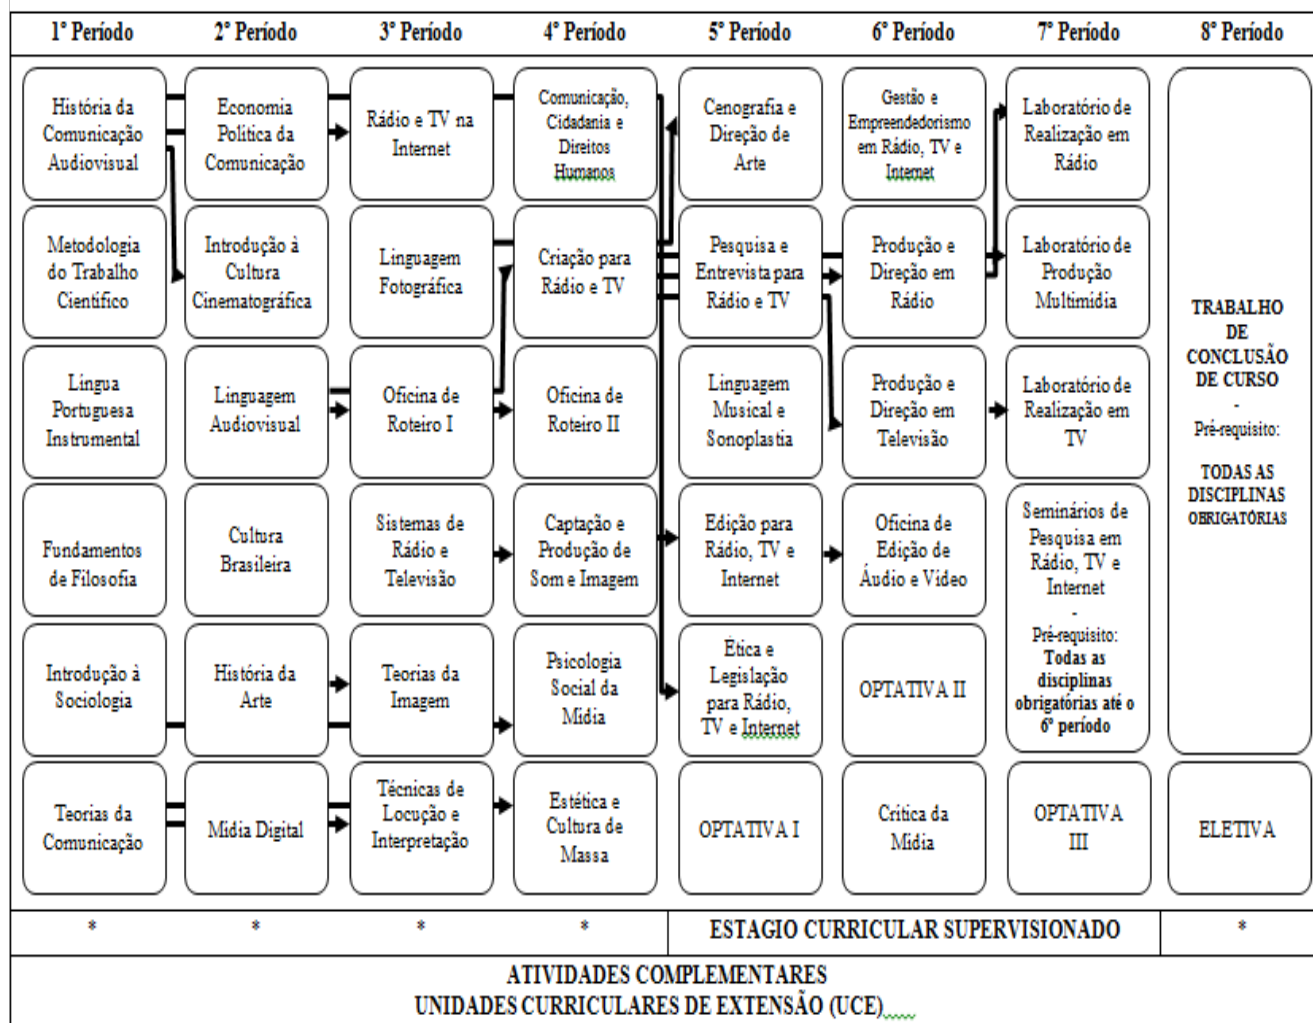 1º Período
2º Período
3º Período
4º Período
5º Período
6º Período
7º Período
8º Período
História da
Comunicação
Audiovisual
Economia
Política da
Comunicação
Rádio e TV na
Internet
Comunicação,
Cidadania e
Direitos
Humanos
Cenografia e
Direção de
Arte
Gestão e
Empreendedorismo
em Rádio, TV e
Internet
Laboratório de
Realização em
Rádio
Metodologia
do Trabalho
Científico
Introdução à
Cultura
Cinematográfica
Linguagem
Fotográfica
Criação para
Rádio e TV
Pesquisa e
Entrevista para
Rádio e TV
Produção e
Direção em
Rádio
Laboratório de
Produção
Multimídia
Língua
Portuguesa
Instrumental
Linguagem
Audiovisual
Oficina de
Roteiro I
Oficina de
Roteiro II
Linguagem
Musical e
Sonoplastia
Produção e
Direção em
Televisão
Laboratório de
Realização em
TV
Fundamentos
de Filosofia
Cultura
Brasileira
Sistemas de
Rádio e
Televisão
Captação e
Produção de
Som e Imagem
Edição para
Rádio, TV e
Internet
Oficina de
Edição de
Áudio e Vídeo
Seminários de
Pesquisa em
Rádio, TV e
Internet
-
Pré-requisito:
Todas as
disciplinas
obrigatórias até o
6º período
Introdução à
Sociologia
História da
Arte
Teorias da
Imagem
Psicologia
Social da
Mídia
Ética e
Legislação
para Rádio,
TV e Internet
OPTATIVA II
Teorias da
Comunicação
Mídia Digital
Técnicas de
Locução e
Interpretação
Estética e
Cultura de
Massa
OPTATIVA I
Crítica da
Mídia
OPTATIVA
III
TRABALHO
DE
CONCLUSÃO
DE CURSO
-
Pré-requisito:
TODAS AS
DISCIPLINAS
OBRIGATÓRIAS
ELETIVA
*
*
*
*
ESTAGIO CURRICULAR SUPERVISIONADO
*
ATIVIDADES COMPLEMENTARES
UNIDADES CURRICULARES DE EXTENSÃO (UCE)